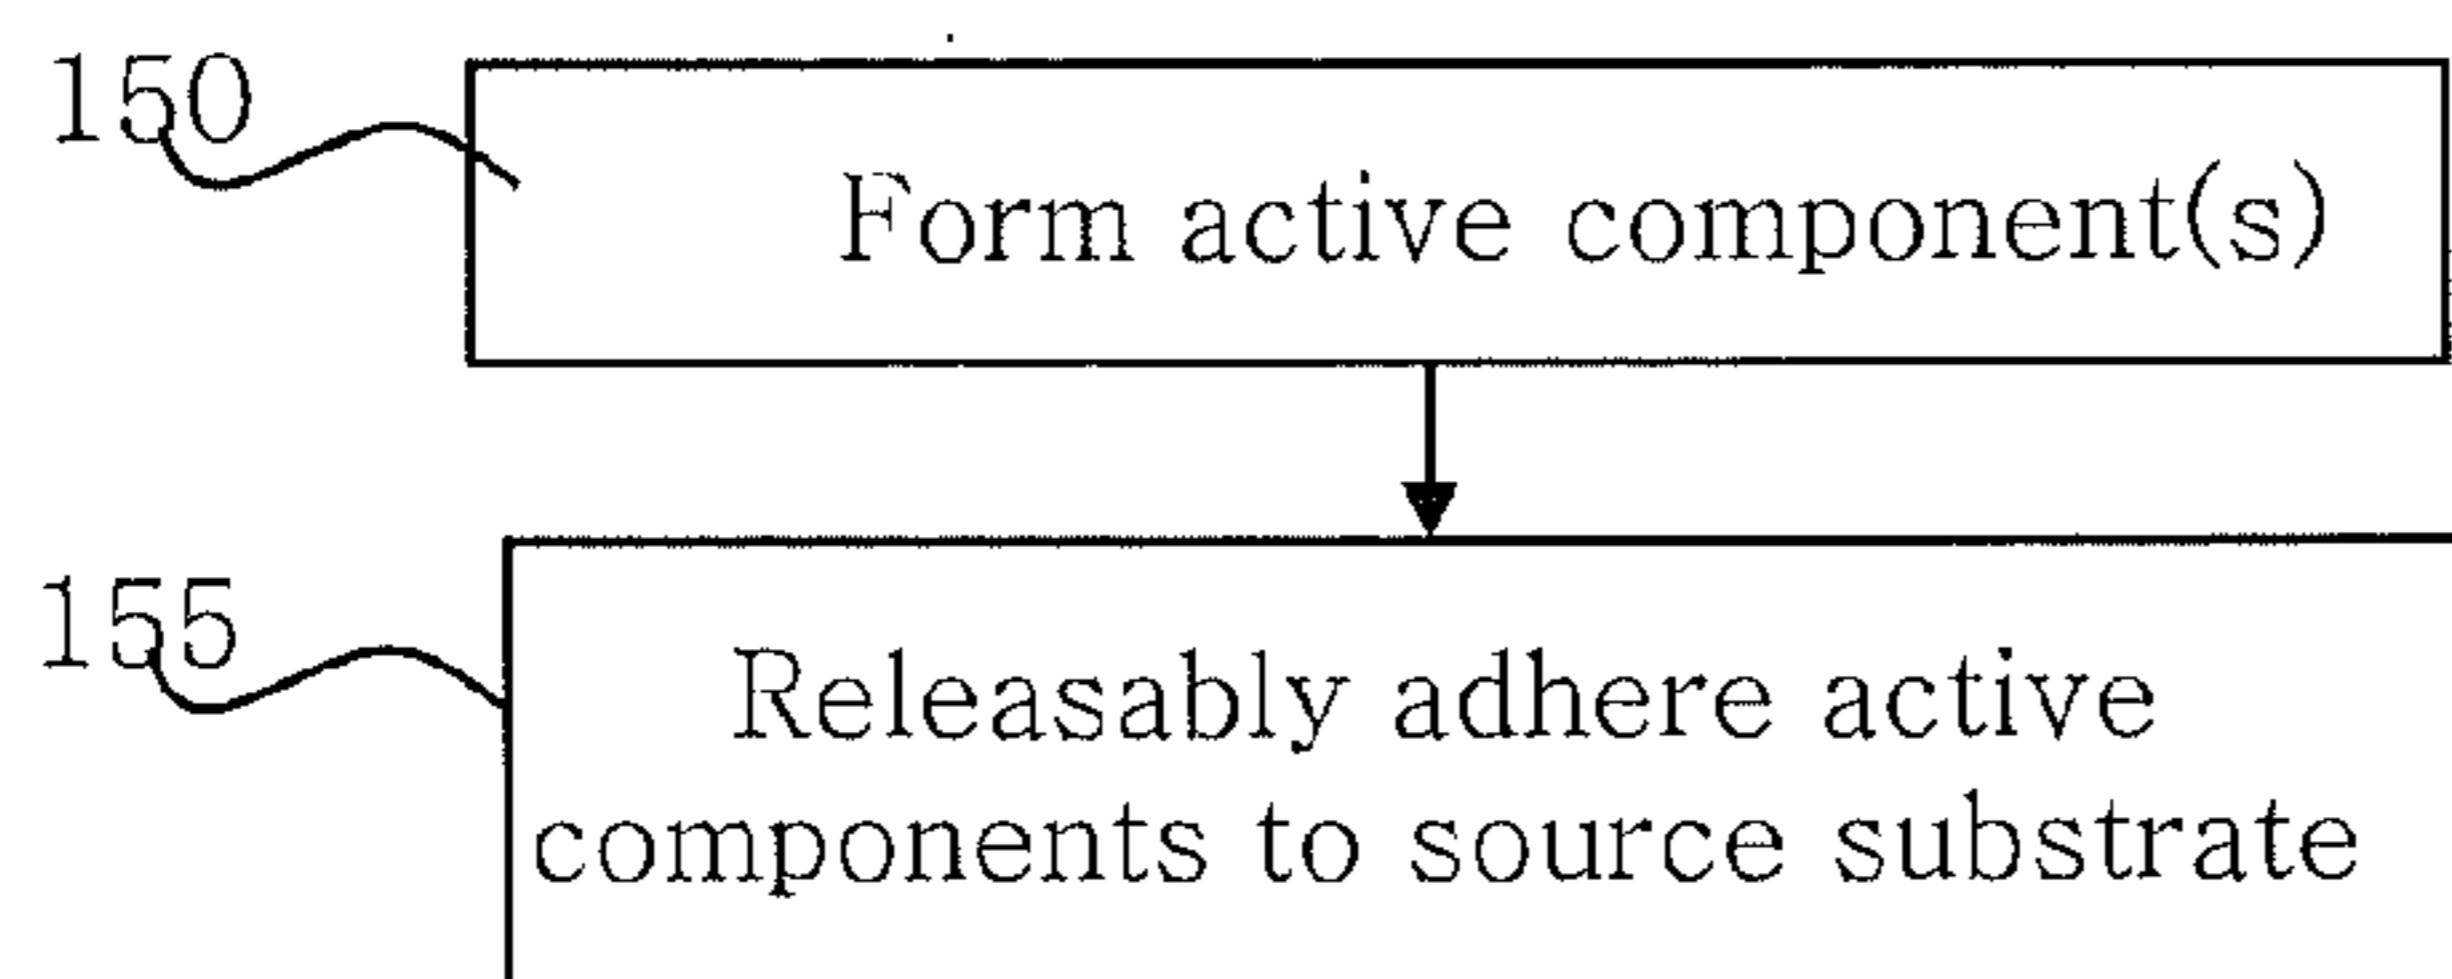 150
Form active component(s)
155
Releasably adhere active
components to source substrate